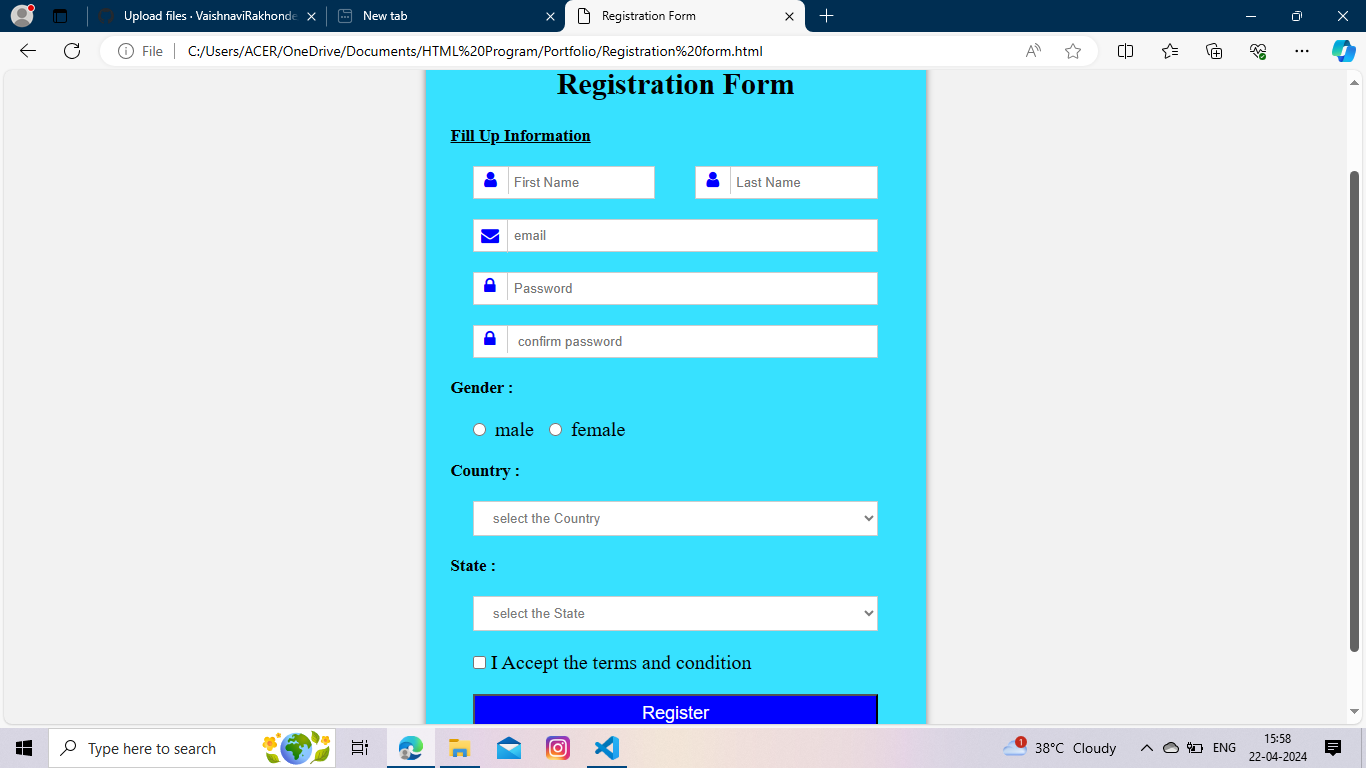 Upload files · VaishnaviRakhonde
New tab
Registration Form
File
C:/Users/ACER/OneDrive/Documents/HTML%20Program/Portfolio/Registration%20form.html
Registration Form
Fill Up Information
First Name Last Name
email
Password
confirm password
Gender :
male female
Country :
select the Country
State :
select the State
I Accept the terms and condition
Register
Type here to search
1
38°C Cloudy
ENG
15:58
22-04-2024